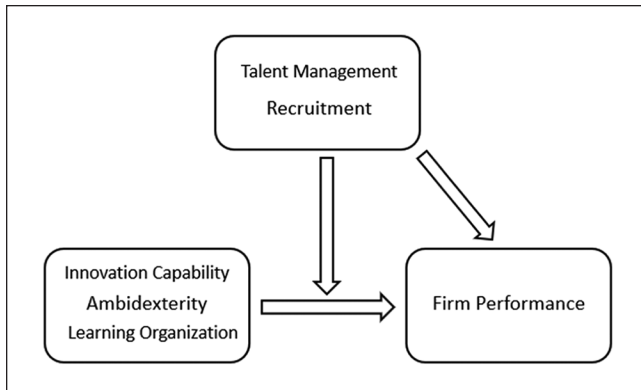 Talent Management
Recruitment
Innovation Capability
Ambidexterity
Learning Organization
Firm Performance